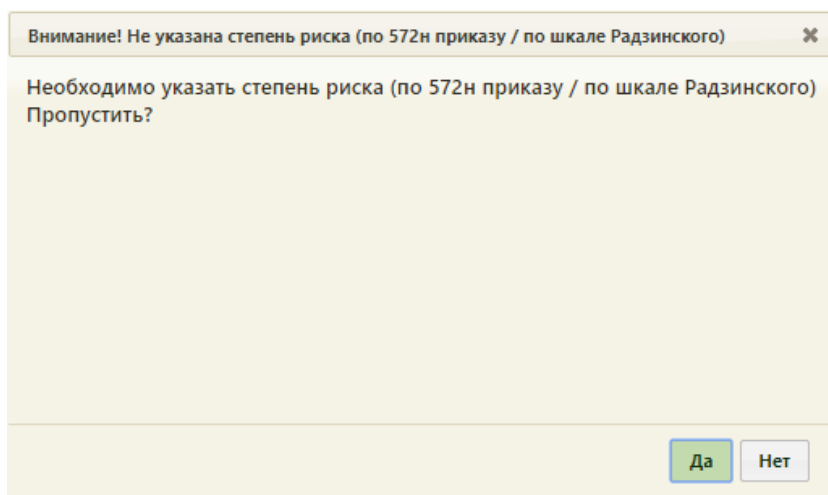 Внимание! Не указана степень риска (по 572н приказу / по шкале Радзинского)
Необходимо указать степень риска (по 572н приказу / по шкале Радзинского)
Пропустить?
Да
Нет